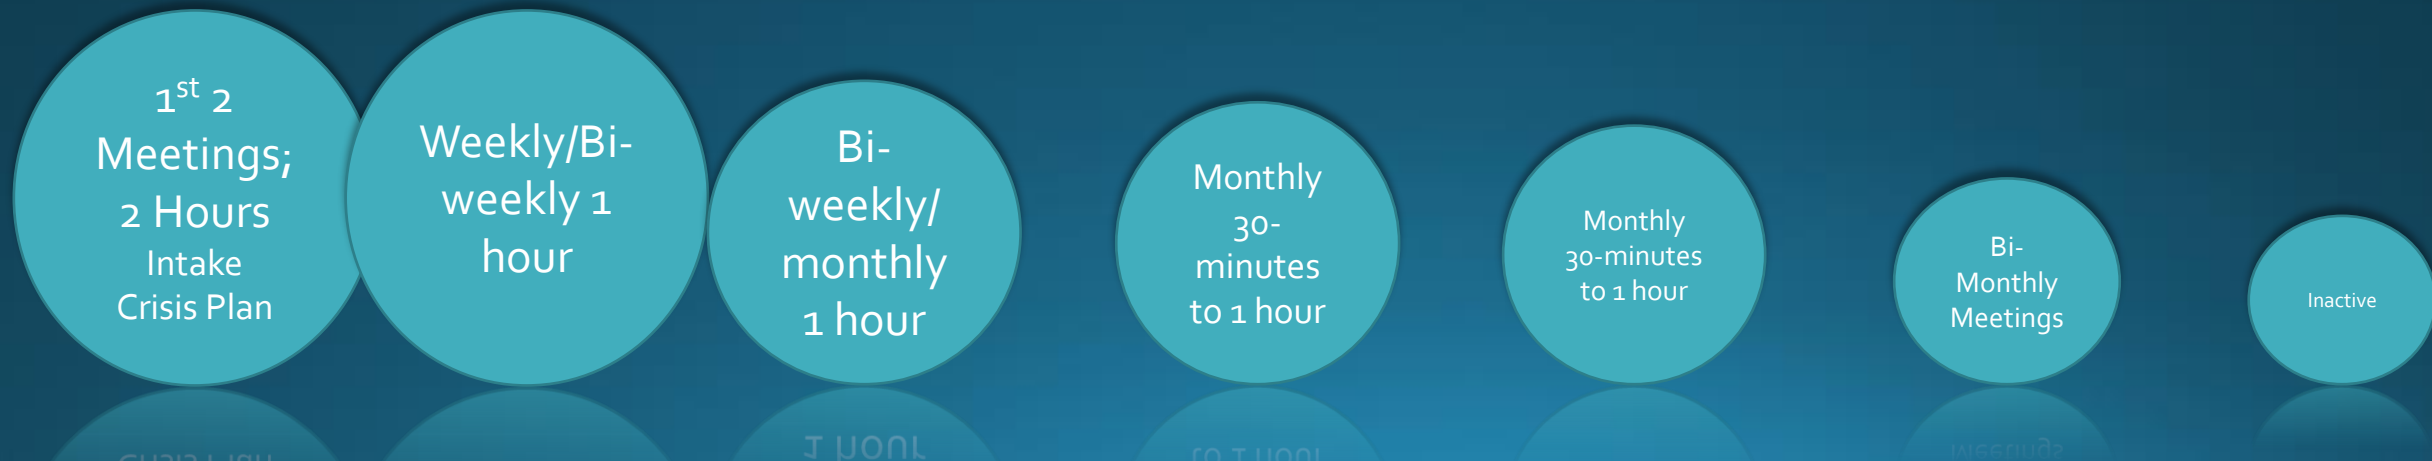 1st 2
Meetings;
2 Hours
Intake
Crisis Plan
Weekly/Bi-
weekly 1
hour
Bi-
weekly/
monthly
1 hour
Monthly
30-
minutes
to 1 hour
Monthly
30-minutes
to 1 hour
Bi-
Monthly
Meetings
Inactive